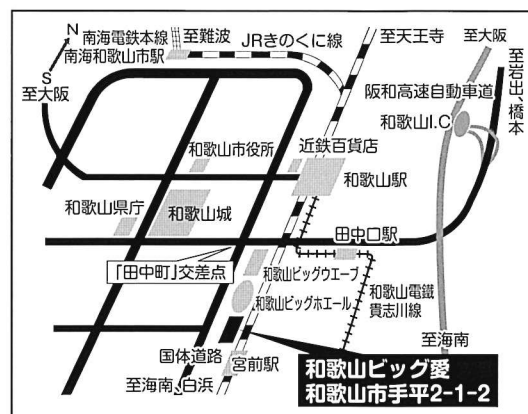 N
S
南海電鉄本線
南海和歌山市駅
至難波
JRきのくに線
至天王寺
至大阪
至岩出、橋本
至大阪
阪和高速自動車道
和歌山I.C
和歌山市役所
近鉄百貨店
和歌山駅
和歌山県庁
和歌山城
田中口駅
「田中町」交差点
和歌山ビッグウエーブ
和歌山ビッグホエール
和歌山電鐵
貴志川線
国体道路
宮前駅
至海南、白浜
至海南
和歌山ビッグ愛
和歌山市手平2-1-2